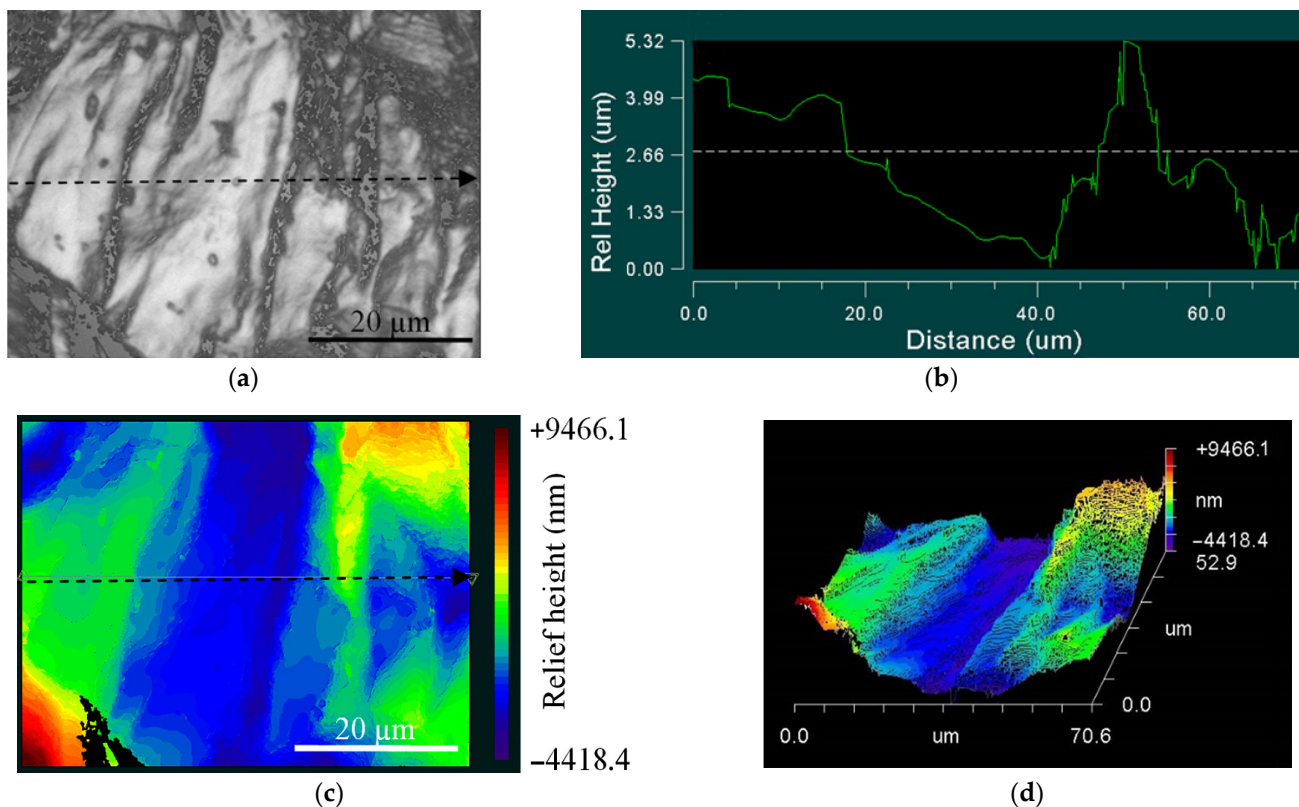 20 µm
(a)
5.32
3.99
2.66
1.33
0.00
Rel Height (um)
0.0
20.0
40.0
60.0
Distance (um)
(b)
+9466.1
Relief height (nm)
−4418.4
20 µm
(c)
+9466.1
nm
−4418.4
52.9
um
0.0
0.0
um
70.6
(d)